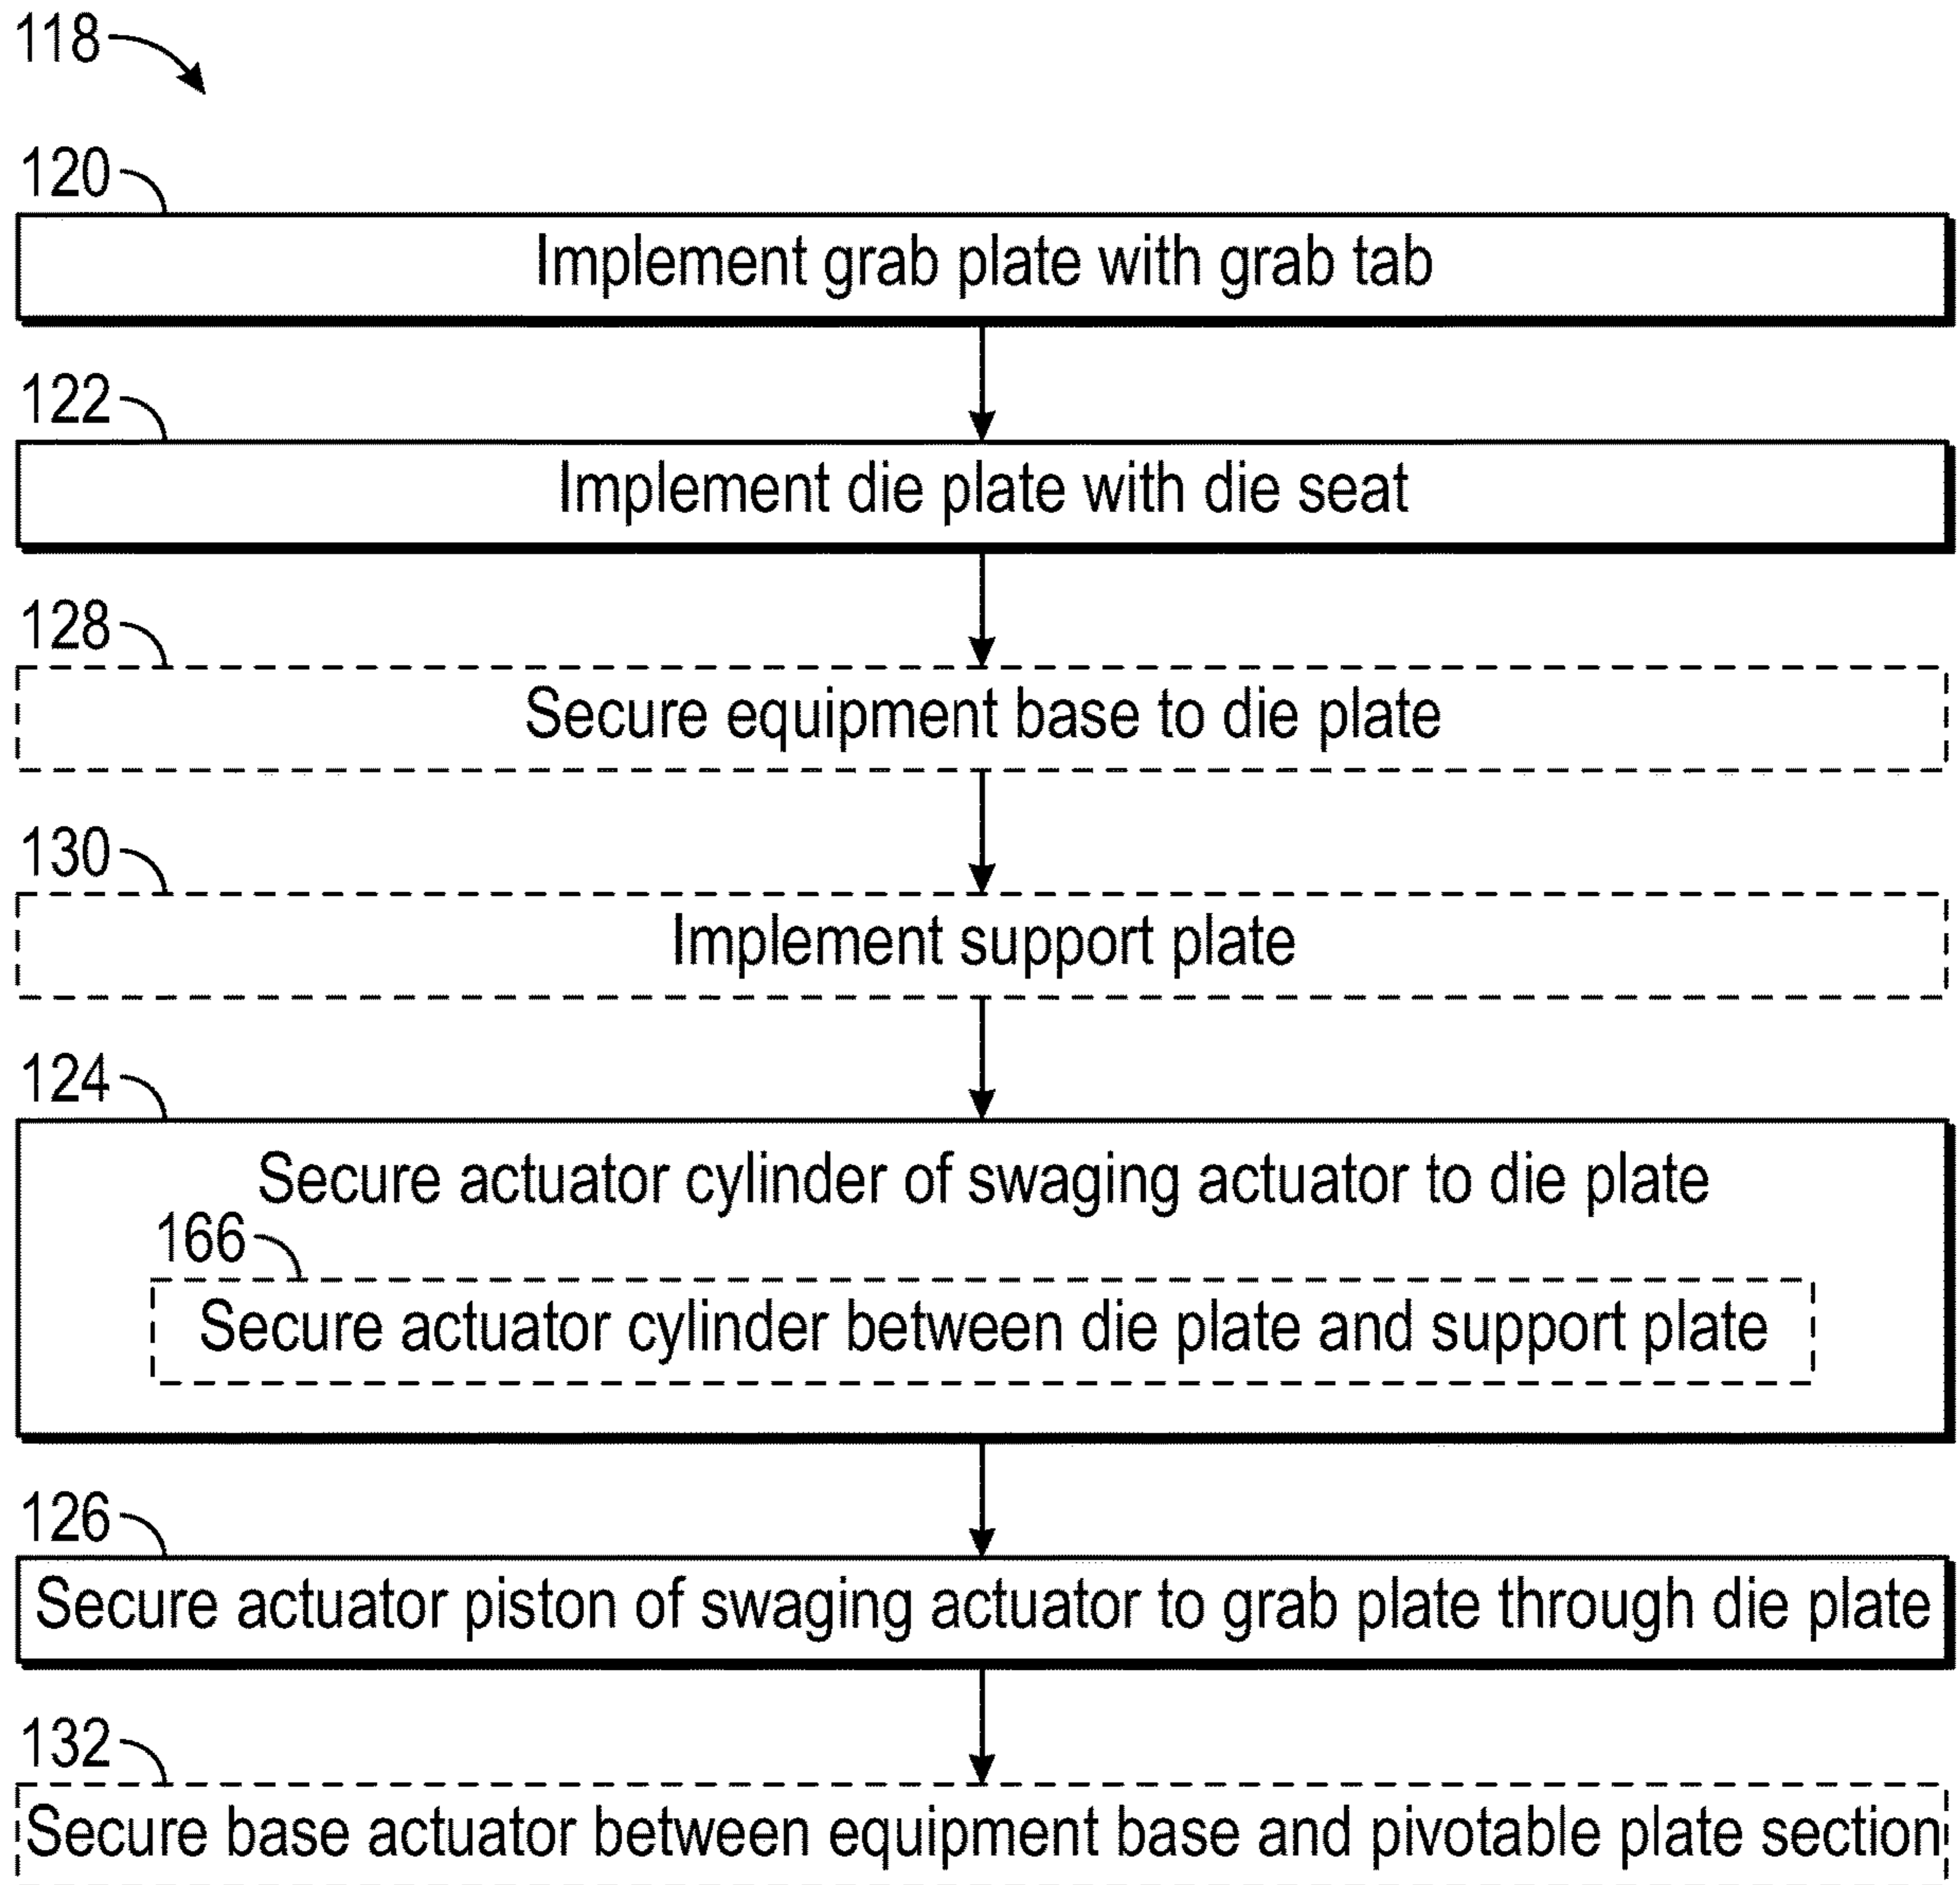 118
120
Implement grab plate with grab tab
122
Implement die plate with die seat
128
Secure equipment base to die plate
130
Implement support plate
124
Secure actuator cylinder of swaging actuator to die plate
166
Secure actuator cylinder between die plate and support plate
126
Secure actuator piston of swaging actuator to grab plate through die plate
132
Secure base actuator between equipment base and pivotable plate section